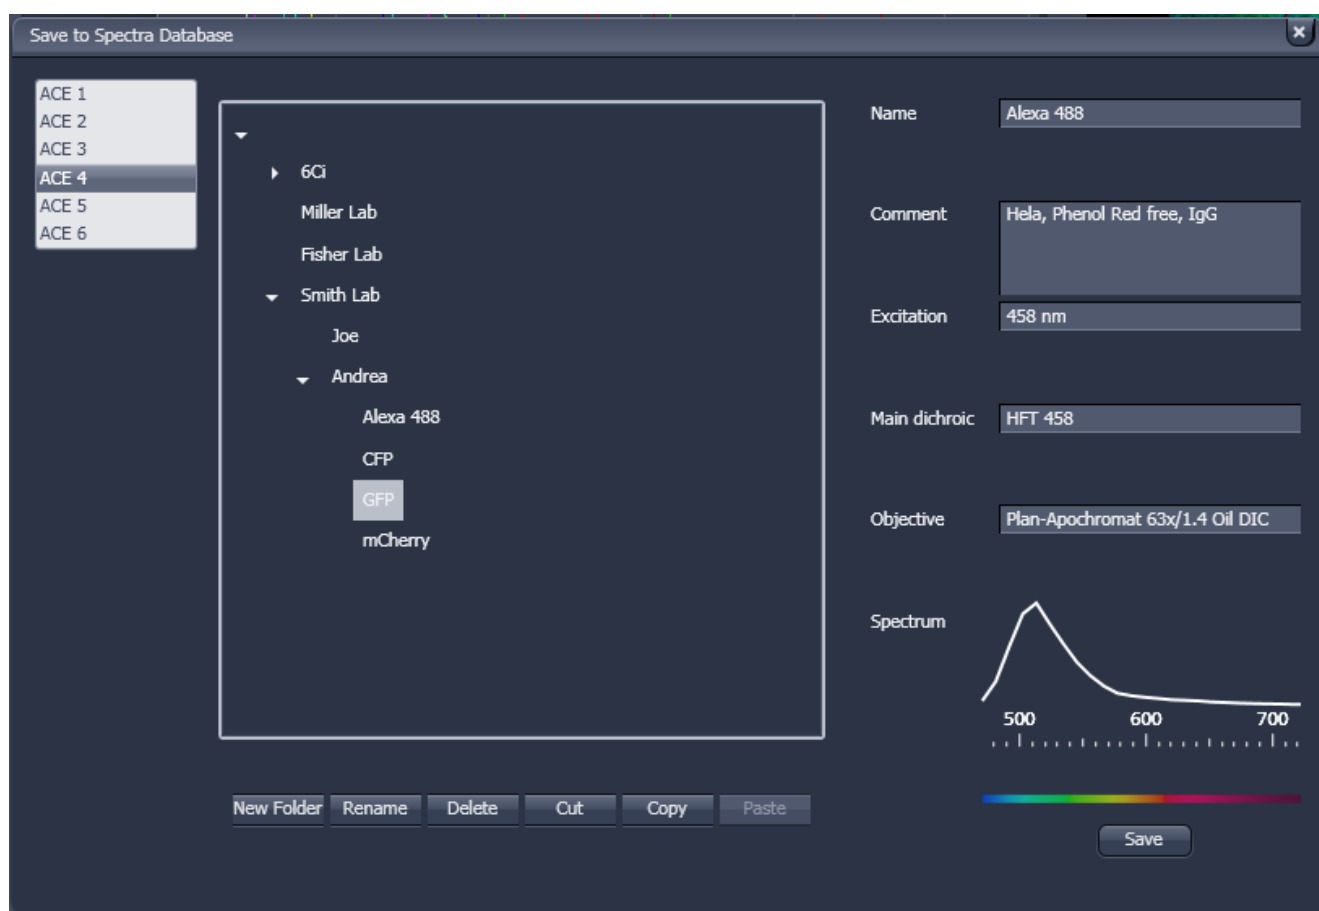 Save to Spectra Database
ACE 1
ACE 2
ACE 3
ACE 4
ACE 5
ACE 6
6Ci
Miller Lab
Fisher Lab
Smith Lab
Joe
Andrea
Alexa 488
CFP
GFP
mCherry
New Folder Rename Delete Cut Copy Paste
Name Alexa 488
Comment Hela, Phenol Red free, IgG
Excitation 458 nm
Main dichroic HFT 458
Objective Plan-Apochromat 63x/1.4 Oil DIC
Spectrum
500 600 700
Save